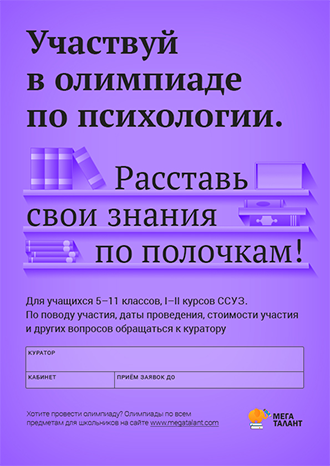 Участвуй
в олимпиаде
по психологии.
Расставь
свои знания
по полочкам!
Для учащихся 5–11 классов, I–II курсов ССУЗ.
По поводу участия, даты проведения, стоимости участия
и других вопросов обращаться к куратору
КУРАТОР
КАБИНЕТ
ПРИЁМ ЗАЯВОК ДО
Хотите провести олимпиаду? Олимпиады по всем
предметам для школьников на сайте www.megatalant.com
МЕГА
ТАЛАНТ